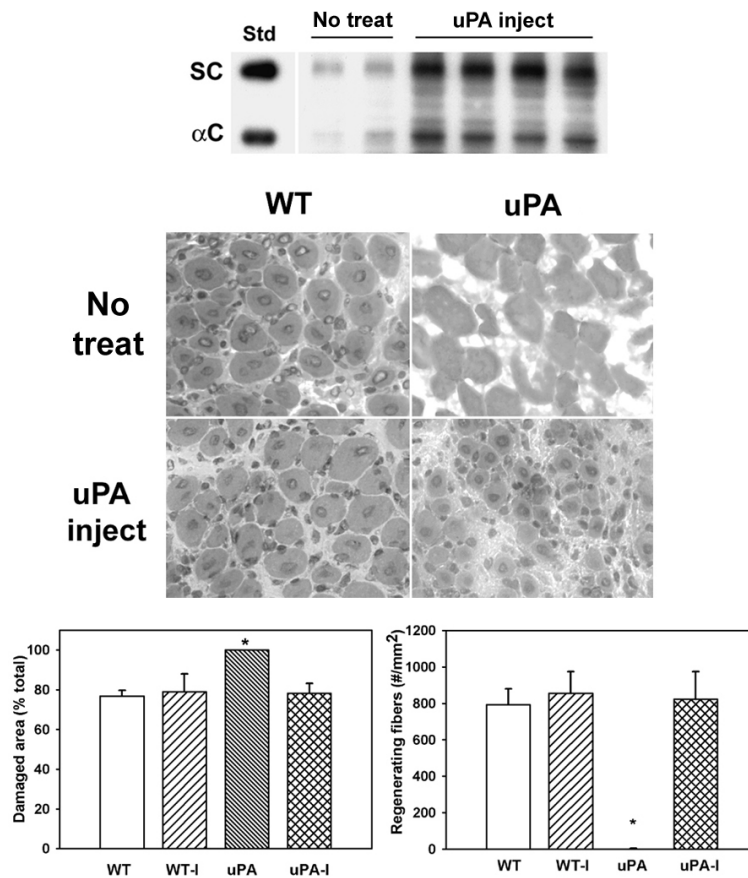 No treat uPA inject
Std
SC
αC
WT uPA
No
treat
uPA
inject
Damaged area (% total)
100
80
60
40
20
0
*
WT WT-I uPA uPA-I
Regenerating fibers (#/mm²)
1200
1000
800
600
400
200
0
*
WT WT-I uPA uPA-I